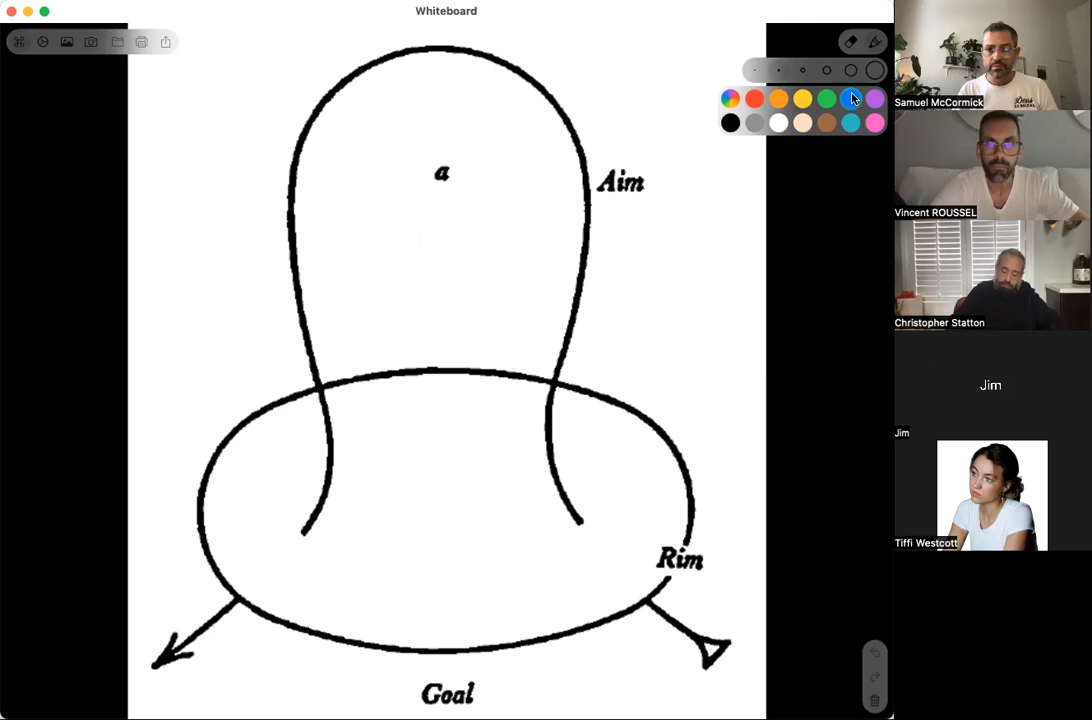 Whiteboard
a
Aim
Rim
Goal
Samuel McCormick
Vincent ROUSSEL
Christopher Statton
Jim
Jim
Tiffi Westcott